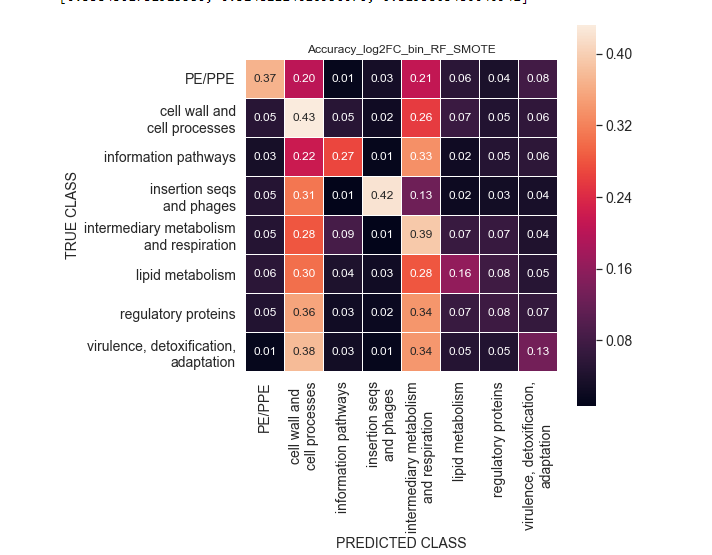 Accuracy_log2FC_bin_RF_SMOTE
PE/PPE 0.37 0.20 0.01 0.03 0.21 0.06 0.04 0.08
cell wall and
cell processes 0.05 0.43 0.05 0.02 0.26 0.07 0.05 0.06
information pathways 0.03 0.22 0.27 0.01 0.33 0.02 0.05 0.06
insertion seqs
and phages 0.05 0.31 0.01 0.42 0.13 0.02 0.03 0.04
intermediary metabolism
and respiration 0.05 0.28 0.09 0.01 0.39 0.07 0.07 0.04
lipid metabolism 0.06 0.30 0.04 0.03 0.28 0.16 0.08 0.05
regulatory proteins 0.05 0.36 0.03 0.02 0.34 0.07 0.08 0.07
virulence, detoxification,
adaptation 0.01 0.38 0.03 0.01 0.34 0.05 0.05 0.13
TRUE CLASS
PE/PPE
cell wall and
cell processes
information pathways
insertion seqs
and phages
intermediary metabolism
and respiration
lipid metabolism
regulatory proteins
virulence, detoxification,
adaptation
PREDICTED CLASS
0.40
0.32
0.24
0.16
0.08